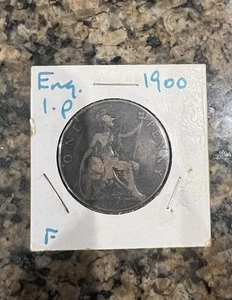 Eng. 1900
1.P
ONE PENNY
F